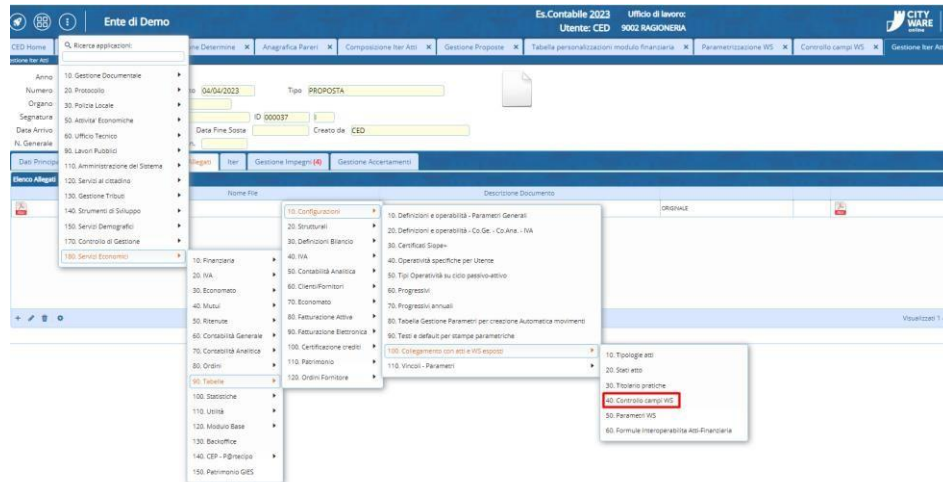 Ente di Demo
Es.Contabile 2023
Ufficio di lavoro:
Utente: CED
9002 RAGIONERIA
CITY
WARE
online
CED Home
Ricerca applicazioni:
ne Determine
Anagrafica Pareri
Composizione Iter Atti
Gestione Proposte
Tabella personalizzazioni modulo finanziaria
Parametrizzazione WS
Controllo campi WS
Gestione Iter At
estione Iter Atti
Anno
Numero
04/04/2023
Tipo
PROPOSTA
Organo
Segnatura
ID
000037
Data Arrivo
Data Fine Soste
Creato da
CED
N. Generale
Dati Principa
Allegati
Iter
Gestione Impegni (4)
Gestione Accertamenti
Elenco Allegati
Nome File
Descrizione Documento
ORIGINALE
10. Gestione Documentale
20. Protocollo
30. Polizia Locale
50. Attivita' Economiche
60. Ufficio Tecnico
90. Lavori Pubblici
110. Amministrazione del Sistema
120. Servizi al cittadino
130. Gestione Tributi
140. Strumenti di Sviluppo
150. Servizi Demografici
170. Controllo di Gestione
180. Servizi Economici
10. Finanziaria
20. IVA
30. Economato
40. Mutui
50. Ritenute
60. Contabilità Generale
70. Contabilità Analitica
80. Ordini
90. Tabelle
100. Statistiche
110. Utilità
120. Modulo Base
130. Backoffice
140. CEP - P@rtecipo
150. Patrimonio GIES
10. Configurazioni
20. Strutturali
30. Definizioni Bilancio
40. IVA
50. Contabilità Analitica
60. Clienti/Fornitori
70. Economato
80. Fatturazione Attiva
90. Fatturazione Elettronica
100. Certificazione crediti
110. Patrimonio
120. Ordini Fornitore
10. Definizioni e operabilità - Parametri Generali
20. Definizioni e operabilità - Co.Ge. - Co.Ana. - IVA
30. Certificati Siope+
40. Operatività specifiche per Utente
50. Tipi Operatività su ciclo passivo-attivo
60. Progressivi
70. Progressivi annuali
80. Tabella Gestione Parametri per creazione Automatica movimenti
90. Testi e default per stampe parametriche
100. Collegamento con atti e WS esposti
110. Vincoli - Parametri
10. Tipologie atti
20. Stati atto
30. Titolario pratiche
40. Controllo campi WS
50. Parametri WS
60. Formule Interoperabilita Atti-Finanziaria
Visualizzati 1